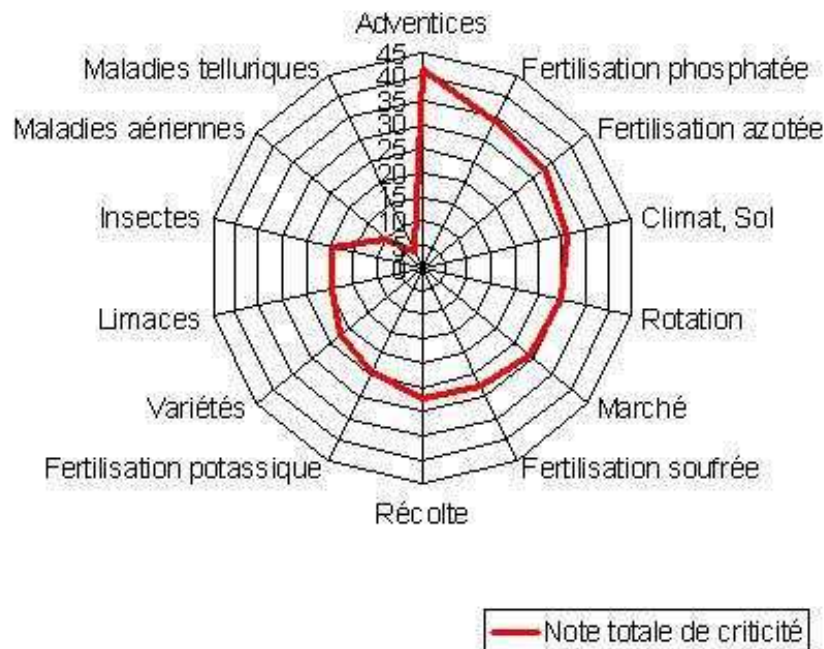 Adventices
Fertilisation phosphatée
Fertilisation azotée
Climat, Sol
Rotation
Marché
Fertilisation soufrée
Récolte
Fertilisation potassique
Variétés
Limaces
Insectes
Maladies aériennes
Maladies telluriques
45
40
35
30
25
20
15
10
5
0
Note totale de criticité